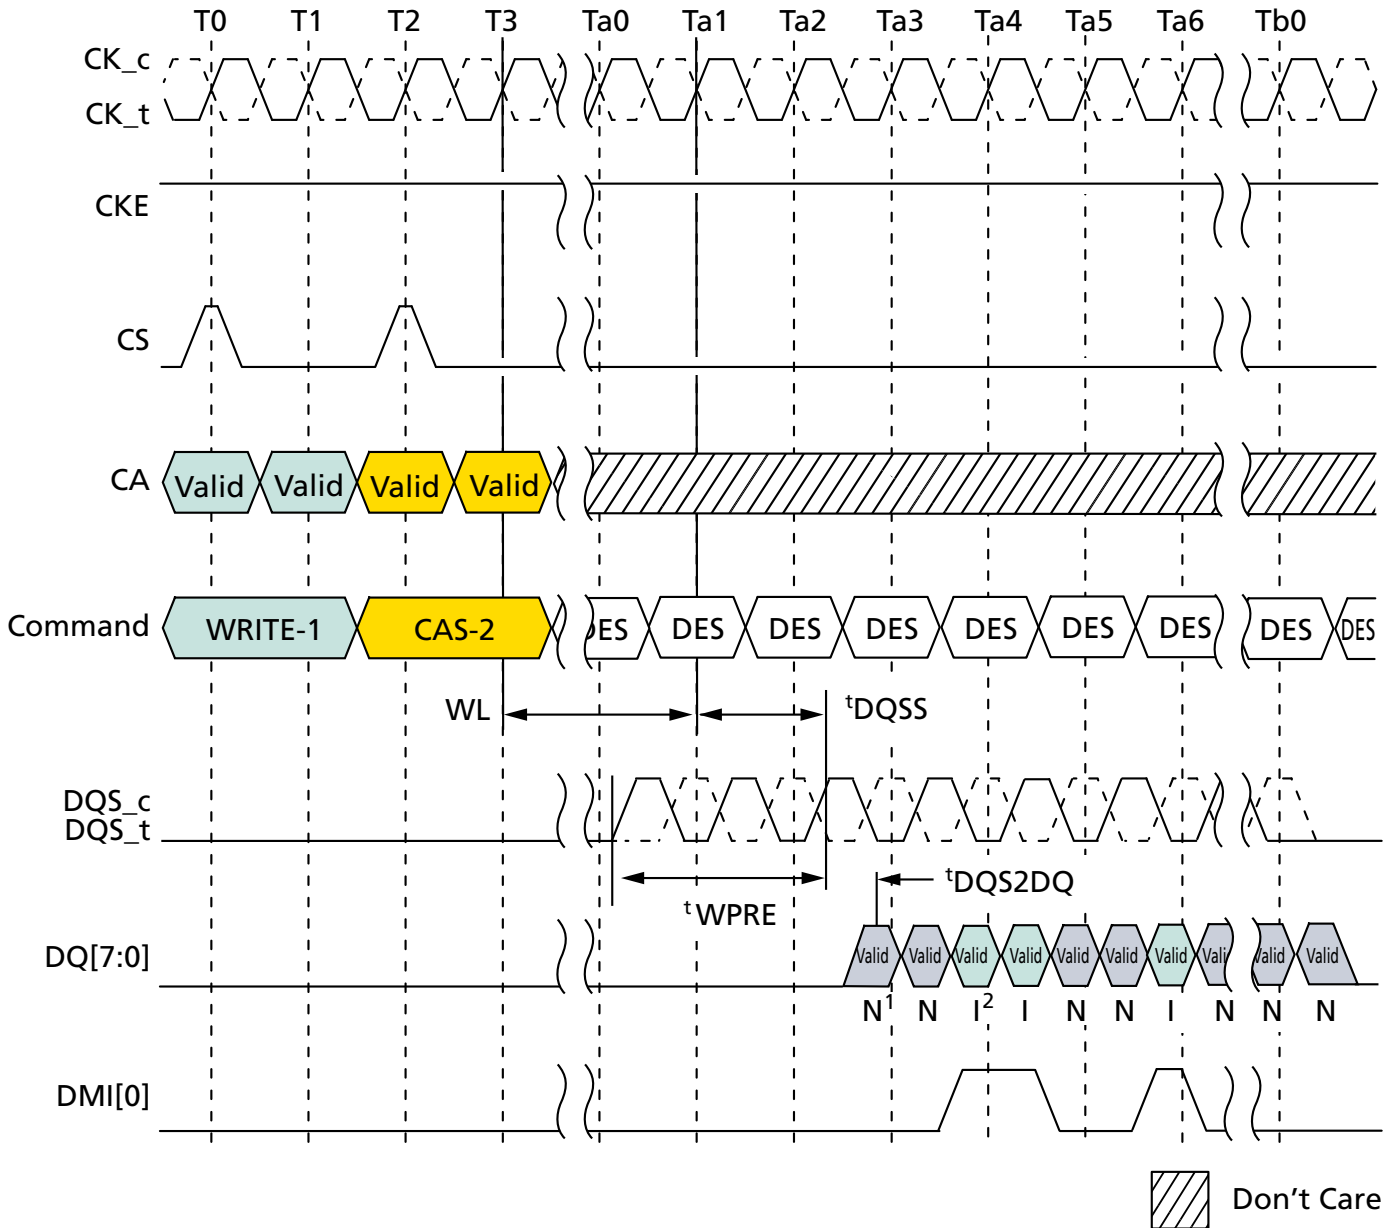 T0 T1 T2 T3 Ta0 Ta1 Ta2 Ta3 Ta4 Ta5 Ta6 Tb0
CK_c
CK_t
CKE
CS
CA Valid Valid Valid Valid
Command WRITE-1 CAS-2 DES DES DES DES DES DES DES DES DES
WL tDQSS
DQS_c
DQS_t
tDQS2DQ
tWPRE
DQ[7:0] Valid Valid Valid Valid Valid Valid Valid Vali Valid Valid
N1 N I2 I N N I N N N
DMI[0]
Don't Care